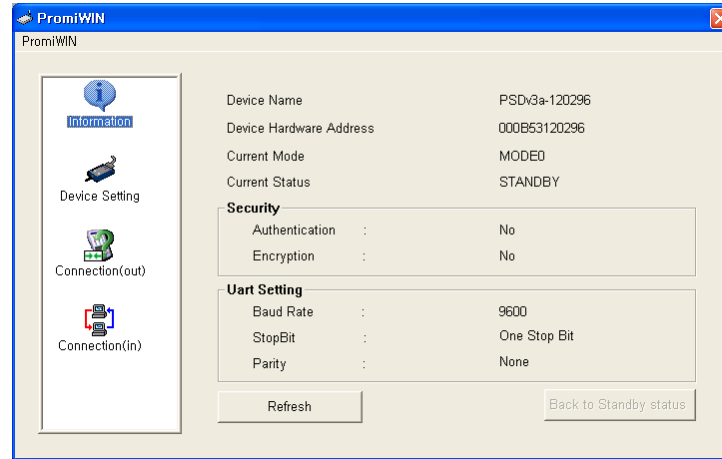 PromiWIN
PromiWIN
Information
Device Setting
Connection(out)
Connection(in)
Device Name PSDv3a-120296
Device Hardware Address 000B53120296
Current Mode MODE0
Current Status STANDBY
Security
Authentication : No
Encryption : No
Uart Setting
Baud Rate : 9600
StopBit : One Stop Bit
Parity : None
Refresh
Back to Standby status